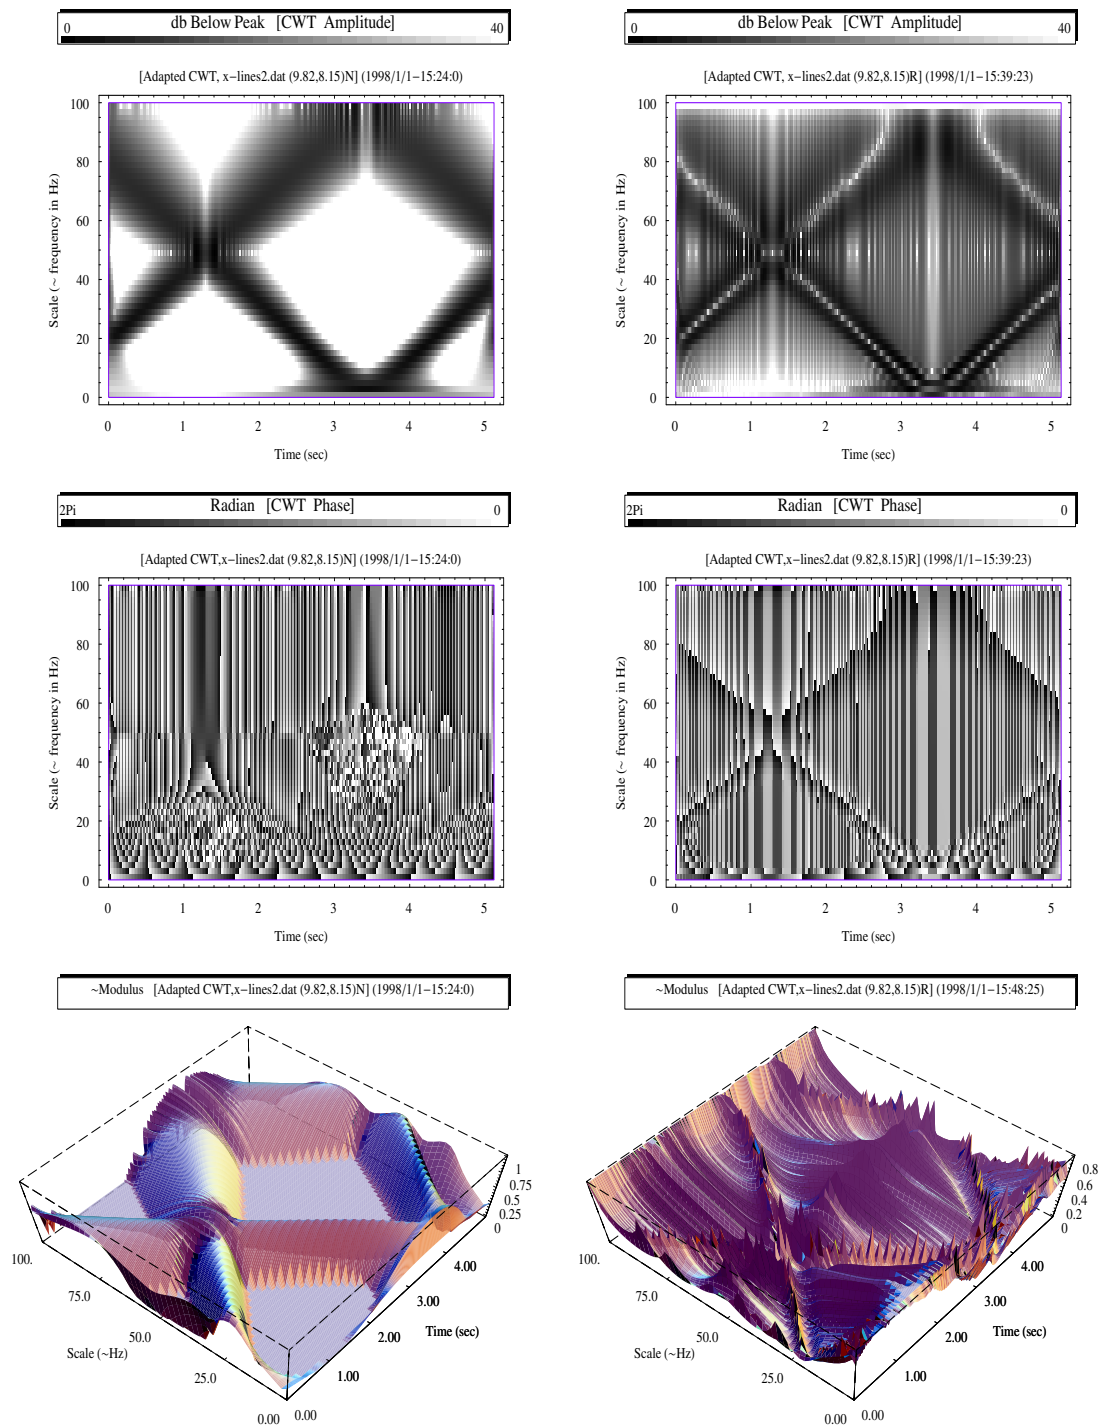 db Below Peak [CWT Amplitude]
0 40
[Adapted CWT, x−lines2.dat (9.82,8.15)N] (1998/1/1−15:24:0)
Scale (~ frequency in Hz)
100
80
60
40
20
0
0 1 2 3 4 5
Time (sec)
db Below Peak [CWT Amplitude]
0 40
[Adapted CWT, x−lines2.dat (9.82,8.15)R] (1998/1/1−15:39:23)
Scale (~ frequency in Hz)
100
80
60
40
20
0
0 1 2 3 4 5
Time (sec)
Radian [CWT Phase]
2Pi 0
[Adapted CWT,x−lines2.dat (9.82,8.15)N] (1998/1/1−15:24:0)
Scale (~ frequency in Hz)
100
80
60
40
20
0
0 1 2 3 4 5
Time (sec)
Radian [CWT Phase]
2Pi 0
[Adapted CWT,x−lines2.dat (9.82,8.15)R] (1998/1/1−15:39:23)
Scale (~ frequency in Hz)
100
80
60
40
20
0
0 1 2 3 4 5
Time (sec)
~Modulus [Adapted CWT,x−lines2.dat (9.82,8.15)N] (1998/1/1−15:24:0)
1
0.75
0.5
0.25
0
100.
75.0
50.0
25.0
0.00
Scale (~Hz)
0.00
1.00
2.00
3.00
4.00
Time (sec)
~Modulus [Adapted CWT,x−lines2.dat (9.82,8.15)R] (1998/1/1−15:48:25)
0.8
0.6
0.4
0.2
0
100.
75.0
50.0
25.0
0.00
Scale (~Hz)
0.00
1.00
2.00
3.00
4.00
Time (sec)